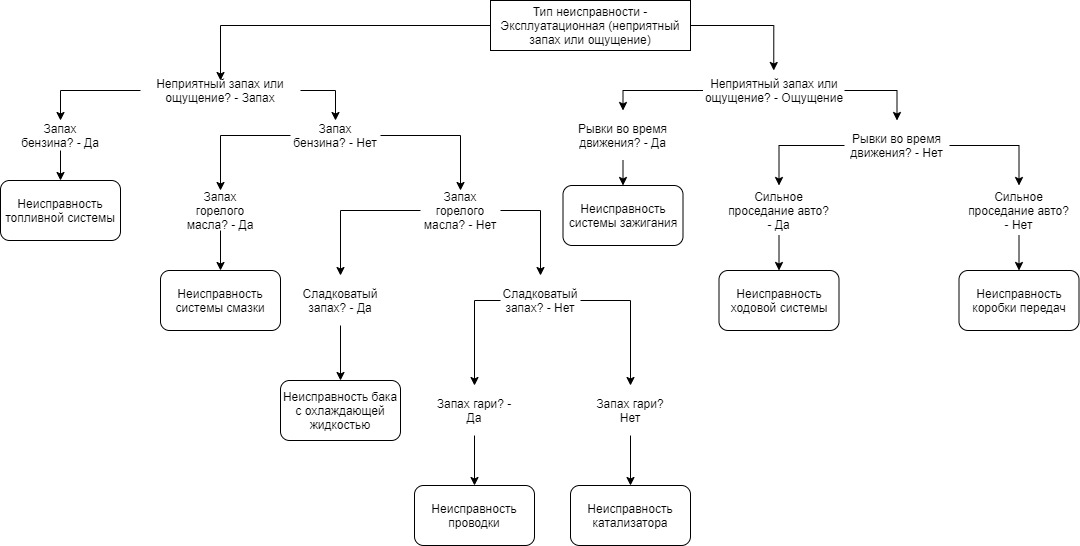 Тип неисправности -
Эксплуатационная (неприятный
запах или ощущение)
Неприятный запах или
ощущение? - Запах
Неприятный запах или
ощущение? - Ощущение
Запах
бензина? - Да
Запах
бензина? - Нет
Рывки во время
движения? - Да
Рывки во время
движения? - Нет
Неисправность
топливной системы
Запах
горелого
масла? - Да
Запах
горелого
масла? - Нет
Неисправность
системы зажигания
Сильное
проседание авто?
- Да
Сильное
проседание авто?
- Нет
Неисправность
системы смазки
Сладковатый
запах? - Да
Сладковатый
запах? - Нет
Неисправность
ходовой системы
Неисправность
коробки передач
Неисправность бака
с охлаждающей
жидкостью
Запах гари? -
Да
Запах гари?
Нет
Неисправность
проводки
Неисправность
катализатора